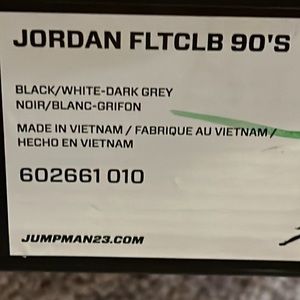 JORDAN FLTCLB 90'S
BLACK/WHITE-DARK GREY
NOIR/BLANC-GRIFON
MADE IN VIETNAM / FABRIQUE AU VIETNAM /
HECHO EN VIETNAM
602661 010
JUMPMAN23.COM